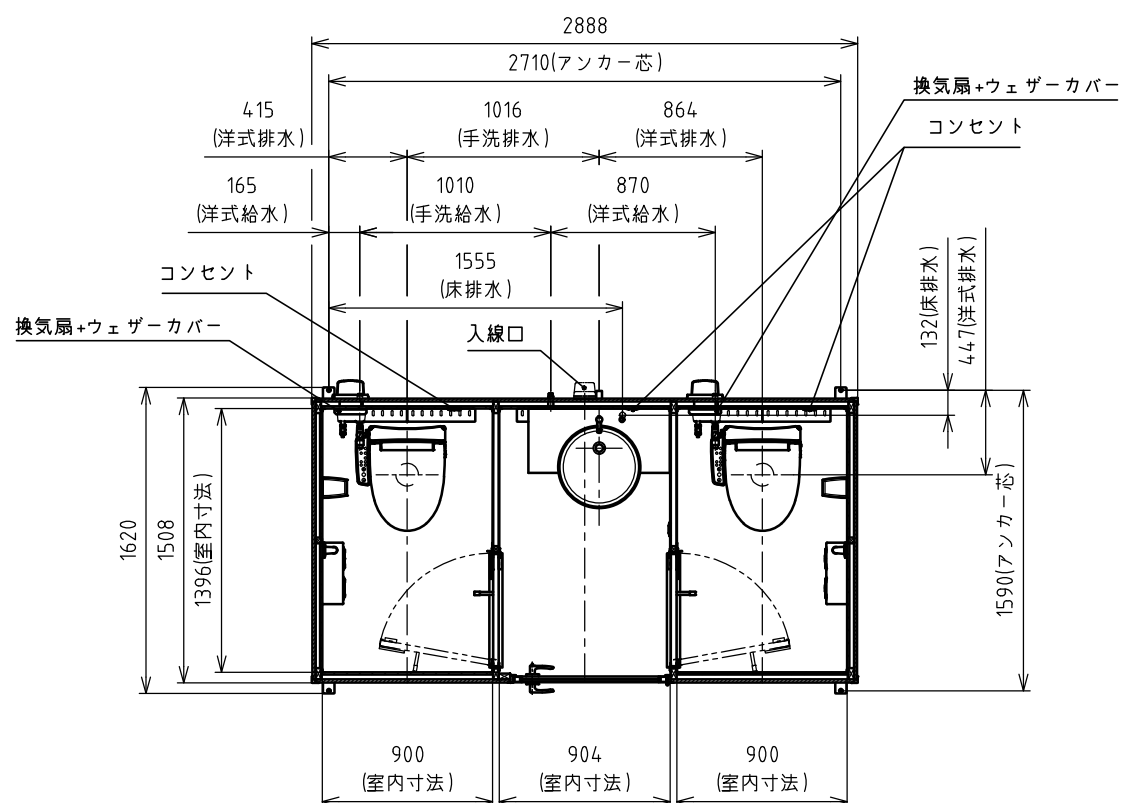 2888
2710(アンカー芯)
換気扇+ウェザーカバー
415
(洋式排水)
1016
(手洗排水)
864
(洋式排水)
コンセント
165
(洋式給水)
1010
(手洗給水)
870
(洋式給水)
コンセント
1555
(床排水)
132(床排水)
447(洋式排水)
換気扇+ウェザーカバー
入線口
1620
1508
1396(室内寸法)
1590(アンカー芯)
900
(室内寸法)
904
(室内寸法)
900
(室内寸法)